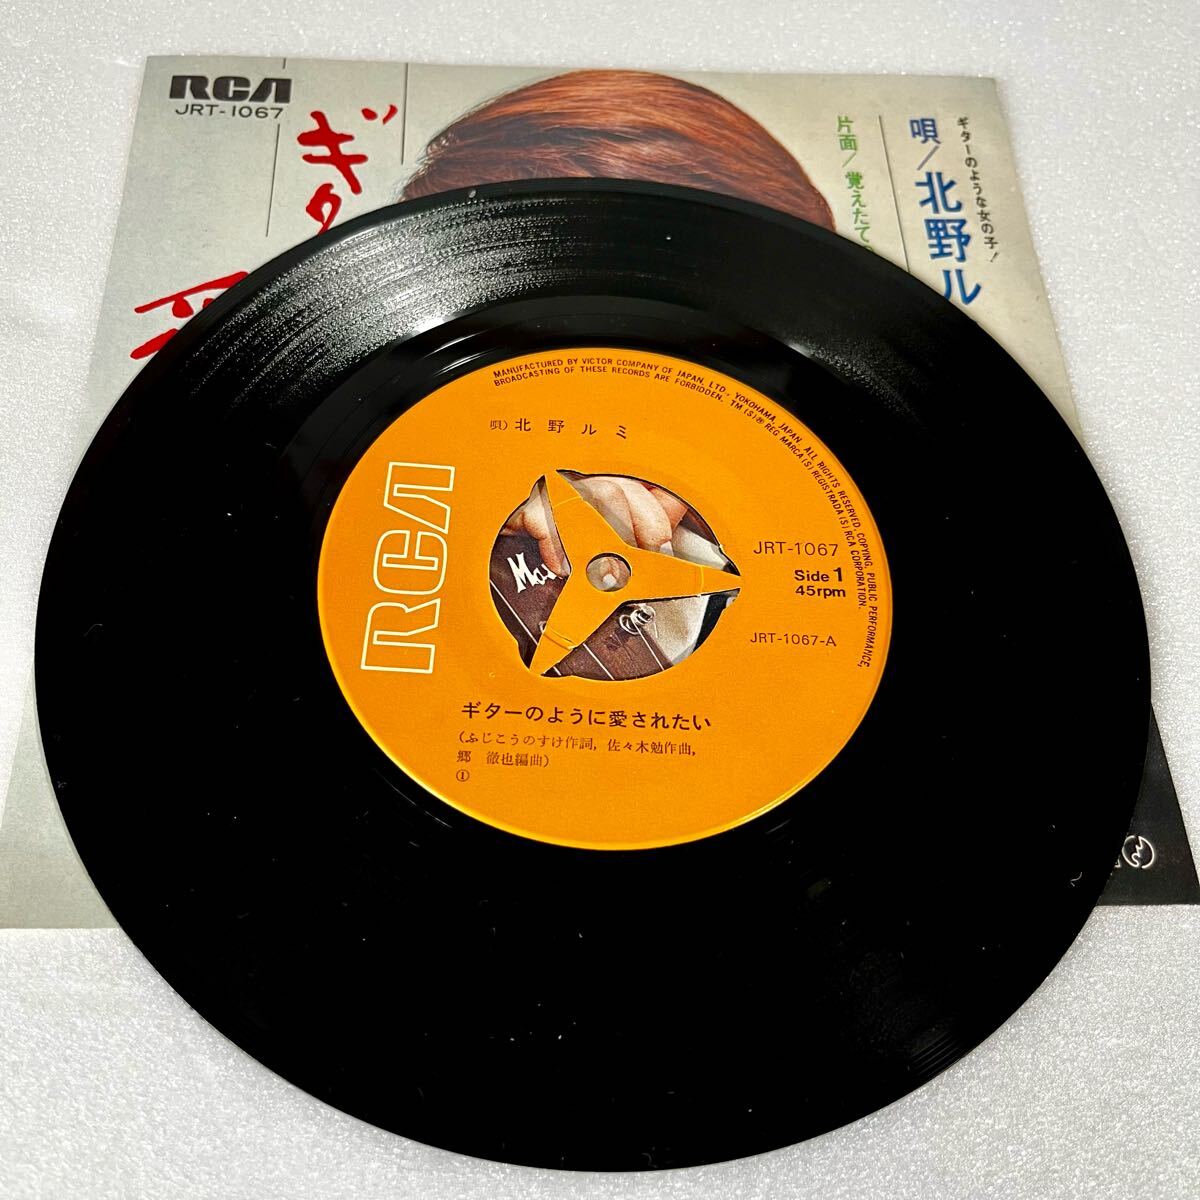 RCA
JRT-1067
ギタ
ギターのような女の子!
唄/北野ル
片面/覚えたて
MANUFACTURED BY VICTOR COMPANY OF JAPAN, LTD., YOKOHAMA, JAPAN. ALL RIGHTS RESERVED. COPYING, PUBLIC PERFORMANCE,
BROADCASTING OF THESE RECORDS ARE FORBIDDEN. TM(S)® REG MARCA(S) REGISTRADA(S) RCA CORPORATION.
唄)北野ルミ
RCA
JRT-1067
Side 1
45rpm
JRT-1067-A
ギターのように愛されたい
(ふじこうのすけ作詞, 佐々木勉作曲,
郷 徹也編曲)
①